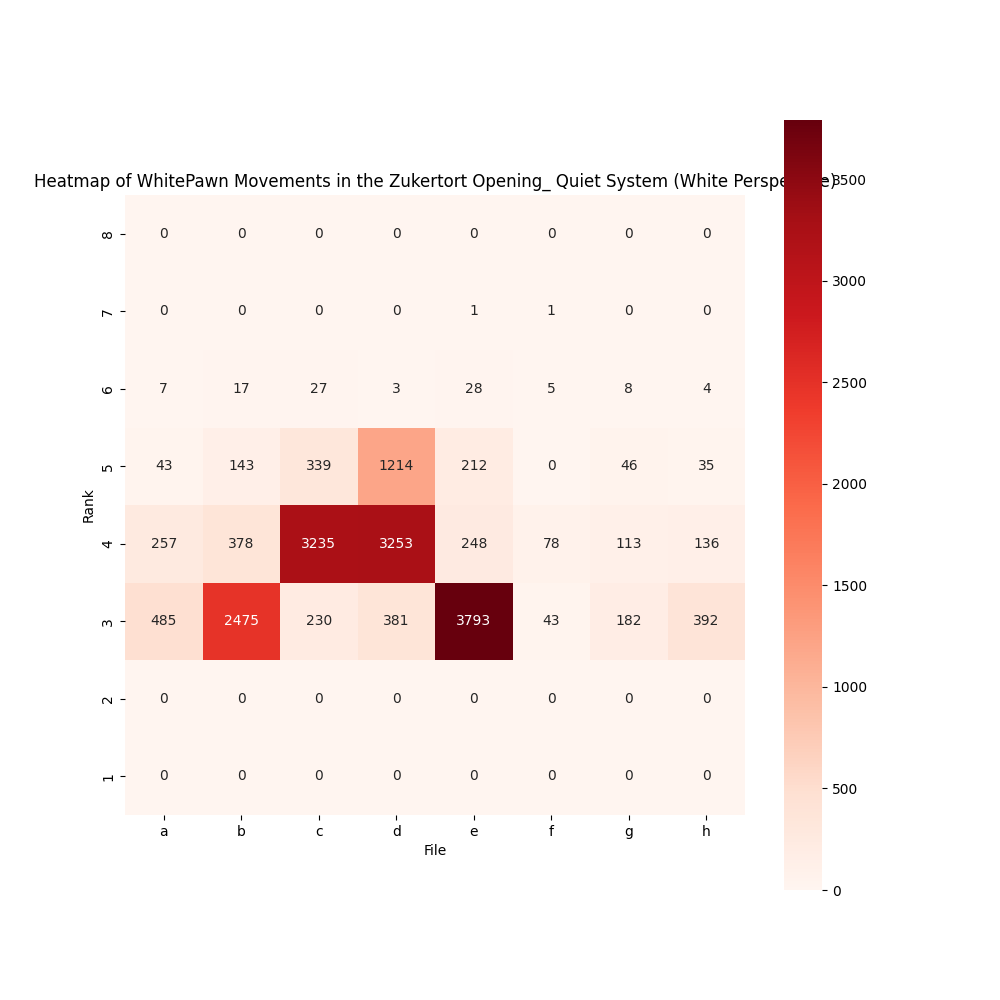 Heatmap of WhitePawn Movements in the Zukertort Opening_ Quiet System (White Perspe e)
3500
8 0 0 0 0 0 0 0 0
3000
7 0 0 0 0 1 1 0 0
6 7 17 27 3 28 5 8 4
2500
5 43 143 339 1214 212 0 46 35
2000
Rank
4 257 378 3235 3253 248 78 113 136
1500
3 485 2475 230 381 3793 43 182 392
1000
2 0 0 0 0 0 0 0 0
1 0 0 0 0 0 0 0 0
500
a b c d e f g h
File
0